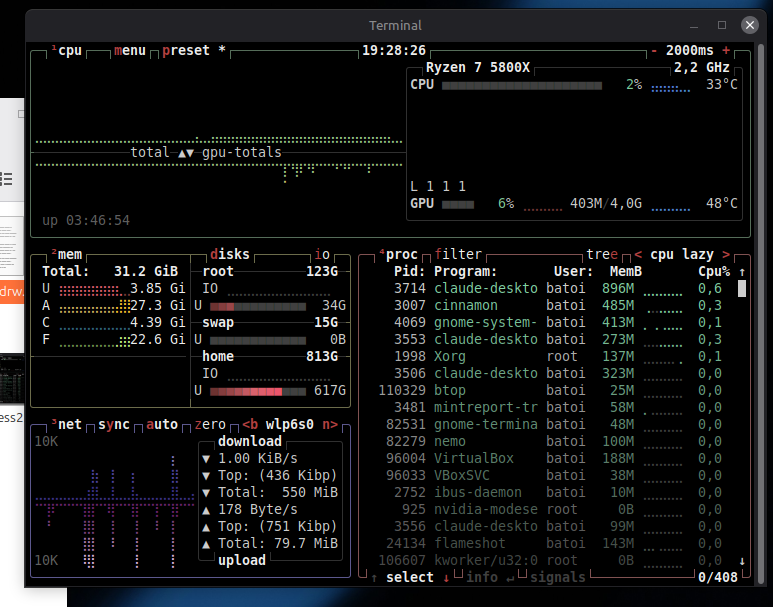 Terminal
¹cpu menu preset * 19:28:26 - 2000ms +
Ryzen 7 5800X 2,2 GHz
CPU 2% 33°C
total ▲▼ gpu-totals
L 1 1 1
GPU 6% 403M/4,0G 48°C
up 03:46:54
²mem
Total: 31.2 GiB
U 3.85 Gi
A 27.3 Gi
C 4.39 Gi
F 22.6 Gi
disks io
root 123G
IO
U 34G
swap 15G
U 0B
home 813G
IO
U 617G
³net sync auto zero <b wlp6s0 n>
10K
10K
download
▼ 1.00 KiB/s
▼ Top: (436 Kibp)
▼ Total: 550 MiB
▲ 178 Byte/s
▲ Top: (751 Kibp)
▲ Total: 79.7 MiB
upload
⁴proc filter tree < cpu lazy >
Pid: Program: User: MemB Cpu% ↑
3714 claude-deskto batoi 896M 0,6
3007 cinnamon batoi 485M 0,3
4069 gnome-system- batoi 413M 0,1
3553 claude-deskto batoi 273M 0,3
1998 Xorg root 137M 0,1
3506 claude-deskto batoi 323M 0,0
110329 btop batoi 25M 0,0
3481 mintreport-tr batoi 58M 0,0
82531 gnome-termina batoi 48M 0,0
82279 nemo batoi 100M 0,0
96004 VirtualBox batoi 188M 0,0
96033 VBoxSVC batoi 38M 0,0
2752 ibus-daemon batoi 10M 0,0
925 nvidia-modese root 0B 0,0
3556 claude-deskto batoi 99M 0,0
24134 flameshot batoi 143M 0,0
106607 kworker/u32:0 root 0B 0,0 ↓
↑ select ↓ info ↵ signals 0/408
drw.
ess2